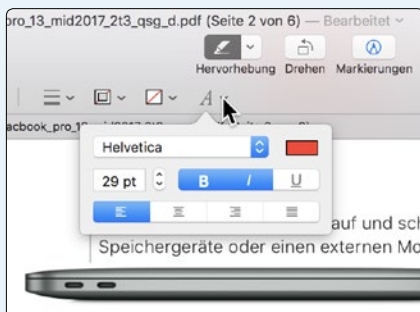 pro_13_mid2017_2t3_qsg_d.pdf (Seite 2 von 6) — Bearbeitet
Hervorhebung Drehen Markierungen
A
Helvetica
29 pt B I U
auf und sch
Speichergeräte oder einen externen Mo